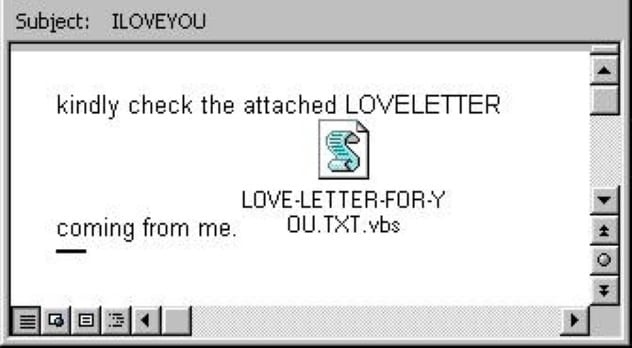 Subject: ILOVEYOU
kindly check the attached LOVELETTER
LOVE-LETTER-FOR-Y
OU.TXT.vbs
coming from me.